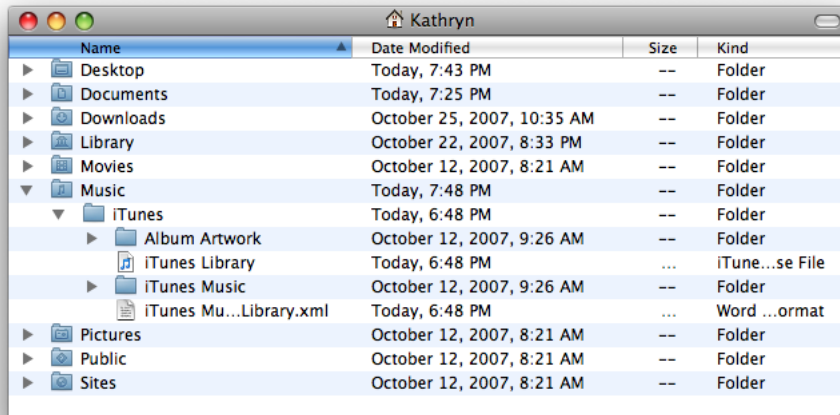 Kathryn
Name Date Modified Size Kind
Desktop Today, 7:43 PM -- Folder
Documents Today, 7:25 PM -- Folder
Downloads October 25, 2007, 10:35 AM -- Folder
Library October 22, 2007, 8:33 PM -- Folder
Movies October 12, 2007, 8:21 AM -- Folder
Music Today, 7:48 PM -- Folder
iTunes Today, 6:48 PM -- Folder
Album Artwork October 12, 2007, 9:26 AM -- Folder
iTunes Library Today, 6:48 PM ... iTune...se File
iTunes Music October 12, 2007, 9:26 AM -- Folder
iTunes Mu...Library.xml Today, 6:48 PM ... Word ...ormat
Pictures October 12, 2007, 8:21 AM -- Folder
Public October 12, 2007, 8:21 AM -- Folder
Sites October 12, 2007, 8:21 AM -- Folder